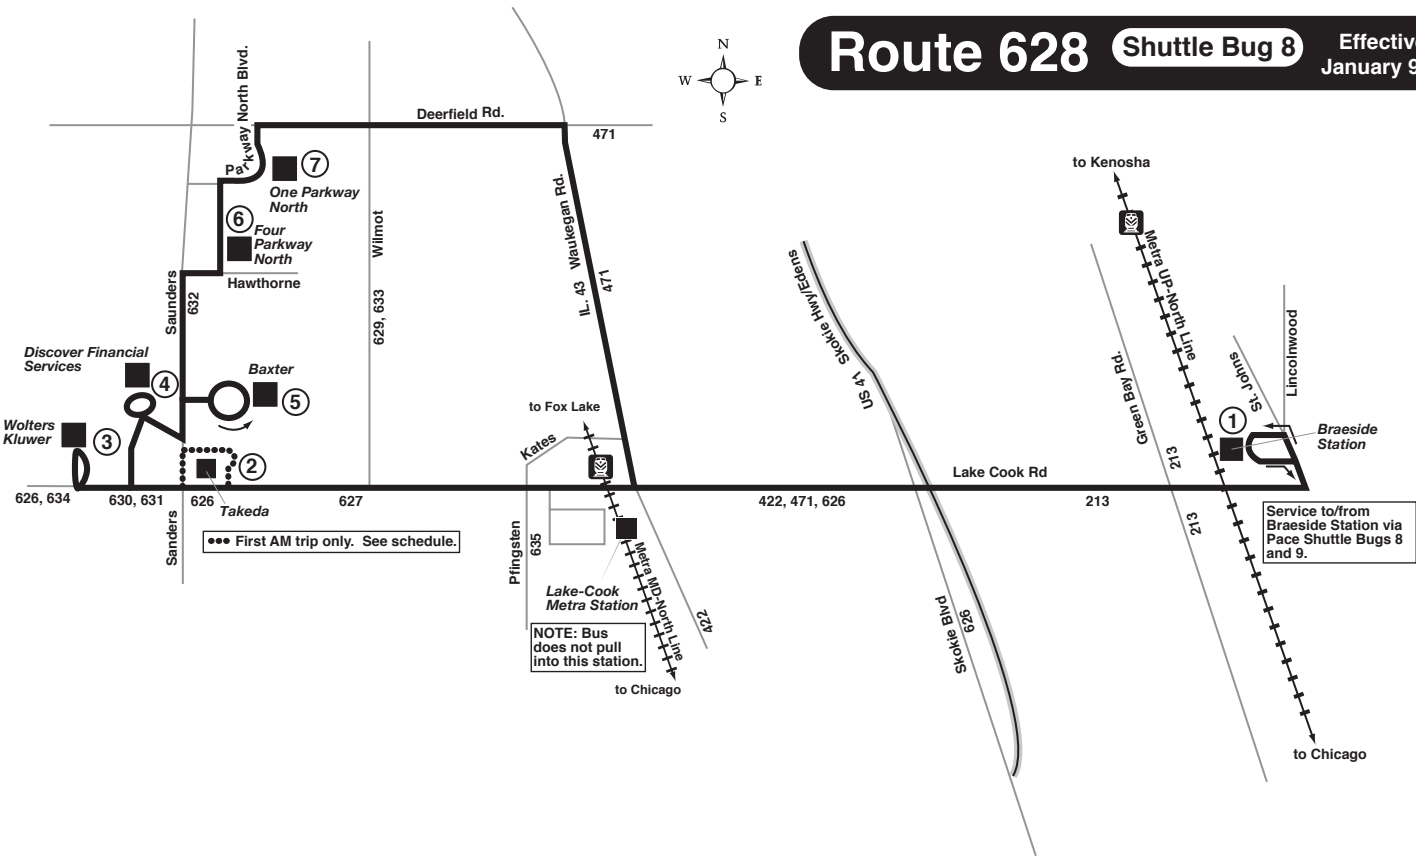 Route 628
Shuttle Bug 8
Effective
January 9
N
W
E
S
Deerfield Rd.
471
Parkway North Blvd.
7
One Parkway
North
6
Four
Parkway
North
Hawthorne
Saunders
632
Wilmot
629, 633
IL. 43 Waukegan Rd.
471
Discover Financial
Services
4
Baxter
5
Wolters
Kluwer
3
2
Takeda
626, 634
630, 631
626
627
Sanders
••• First AM trip only. See schedule.
to Fox Lake
Kates
Pfingsten
635
Lake-Cook
Metra Station
NOTE: Bus
does not pull
into this station.
Metra MD-North Line
to Chicago
422
422, 471, 626
Lake Cook Rd
213
US 41 Skokie Hwy/Edens
Skokie Blvd
626
to Kenosha
Metra UP-North Line
Green Bay Rd.
213
213
St. Johns
Lincolnwood
1
Braeside
Station
Service to/from
Braeside Station via
Pace Shuttle Bugs 8
and 9.
to Chicago